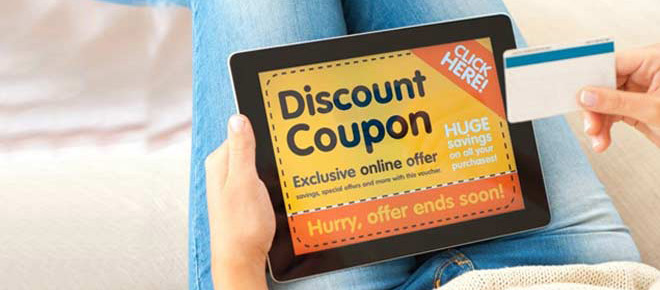 CLICK
HERE!
Discount
Coupon
HUGE
savings
on all your
purchases!
Exclusive online offer
savings, special offers and more with this voucher.
Hurry, offer ends soon!